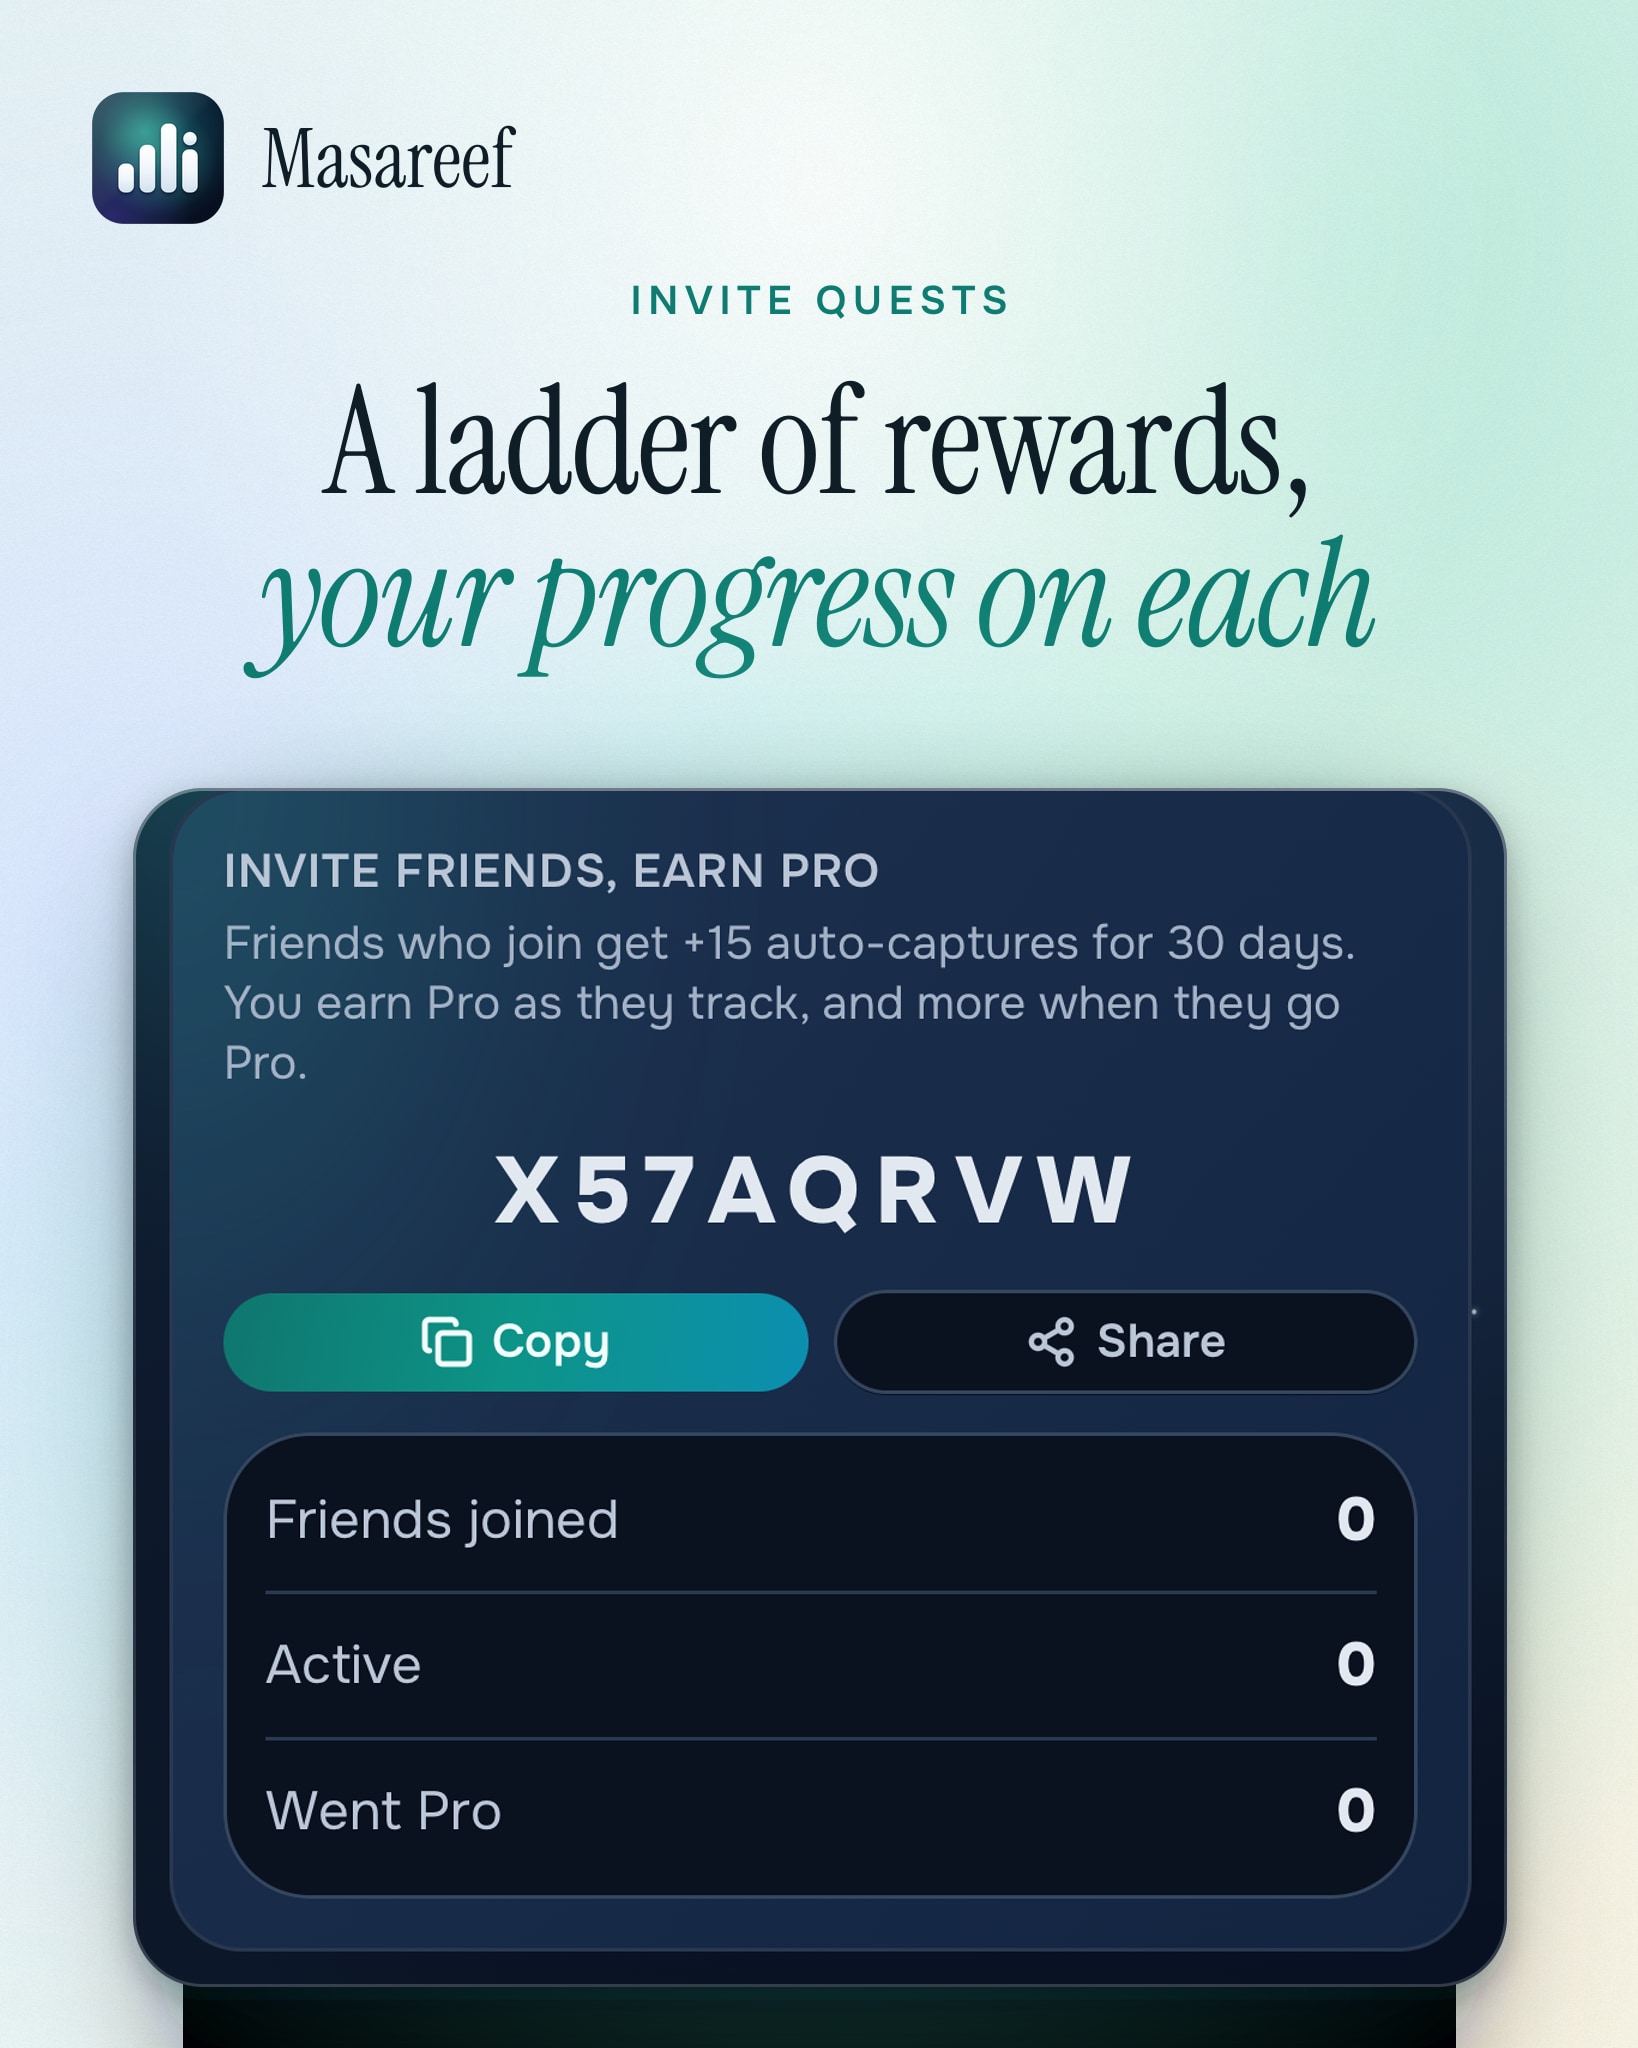 Masareef
INVITE QUESTS
A ladder of rewards,
your progress on each
INVITE FRIENDS, EARN PRO
Friends who join get +15 auto-captures for 30 days.
You earn Pro as they track, and more when they go
Pro.
X57AQRVW
Copy
Share
Friends joined 0
Active 0
Went Pro 0